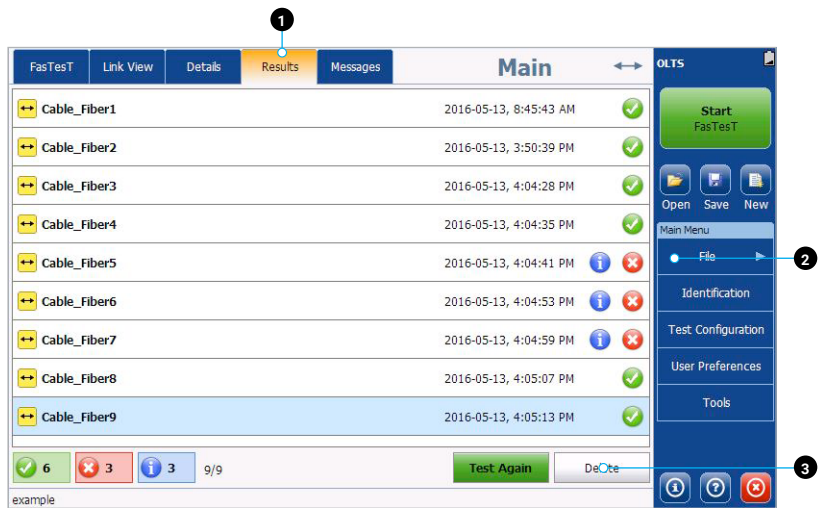 1
FasTesT Link View Details Results Messages Main OLTS
Cable_Fiber1 2016-05-13, 8:45:43 AM
Cable_Fiber2 2016-05-13, 3:50:39 PM
Cable_Fiber3 2016-05-13, 4:04:28 PM
Cable_Fiber4 2016-05-13, 4:04:35 PM
Cable_Fiber5 2016-05-13, 4:04:41 PM
Cable_Fiber6 2016-05-13, 4:04:53 PM
Cable_Fiber7 2016-05-13, 4:04:59 PM
Cable_Fiber8 2016-05-13, 4:05:07 PM
Cable_Fiber9 2016-05-13, 4:05:13 PM
6 3 3 9/9 Test Again Delete
example
Start
FasTesT
Open Save New
Main Menu
File 2
Identification
Test Configuration
User Preferences
Tools
3